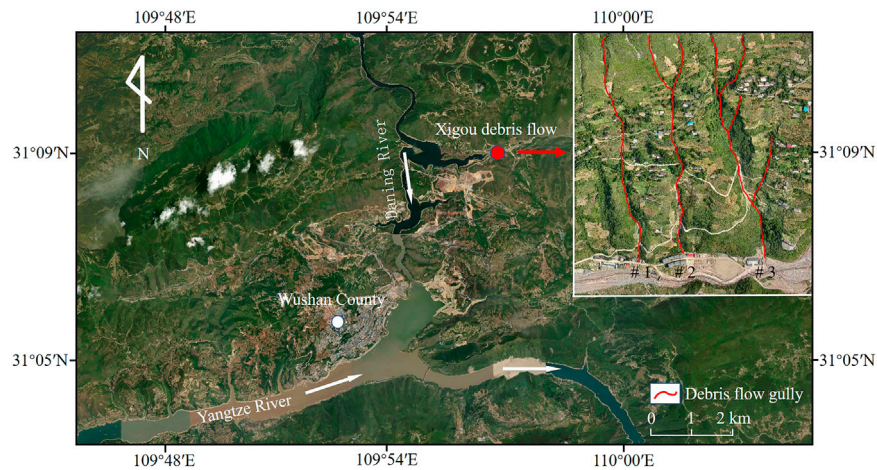 109°48′E 109°54′E 110°00′E
Xigou debris flow
31°09′N 31°09′N
N
Daning River
#1 #2 #3
Wushan County
31°05′N 31°05′N
Yangtze River
Debris flow gully
0 1 2 km
109°48′E 109°54′E 110°00′E